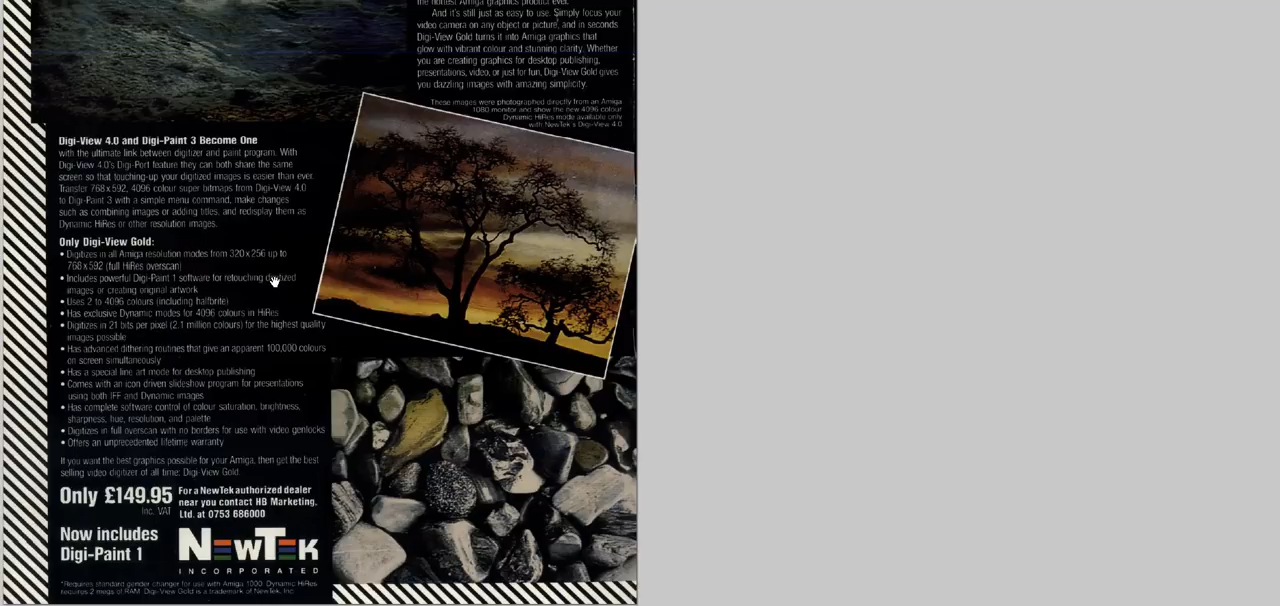 the hottest Amiga graphics product ever.
And it's still just as easy to use. Simply focus your
video camera on any object or picture, and in seconds
Digi-View Gold turns it into Amiga graphics that
glow with vibrant colour and stunning clarity. Whether
you are creating graphics for desktop publishing,
presentations, video, or just for fun, Digi-View Gold gives
you dazzling images with amazing simplicity.
These images were photographed directly from an Amiga
1080 monitor and show the new 4096 colour
Dynamic HiRes mode available only
with NewTek's Digi-View 4.0
Digi-View 4.0 and Digi-Paint 3 Become One
with the ultimate link between digitizer and paint program. With
Digi-View 4.0's Digi-Port feature they can both share the same
screen so that touching-up your digitized images is easier than ever.
Transfer 768x592, 4096 colour super bitmaps from Digi-View 4.0
to Digi-Paint 3 with a simple menu command, make changes
such as combining images or adding titles, and redisplay them as
Dynamic HiRes or other resolution images.
Only Digi-View Gold:
• Digitizes in all Amiga resolution modes from 320x256 up to
768x592 (full HiRes overscan)
• Includes powerful Digi-Paint 1 software for retouching digitized
images or creating original artwork
• Uses 2 to 4096 colours (including halfbrite)
• Has exclusive Dynamic modes for 4096 colours in HiRes
• Digitizes in 21 bits per pixel (2.1 million colours) for the highest quality
images possible
• Has advanced dithering routines that give an apparent 100,000 colours
on screen simultaneously
• Has a special line art mode for desktop publishing
• Comes with an icon driven slideshow program for presentations
using both IFF and Dynamic images
• Has complete software control of colour saturation, brightness,
sharpness, hue, resolution, and palette
• Digitizes in full overscan with no borders for use with video genlocks
• Offers an unprecedented lifetime warranty
If you want the best graphics possible for your Amiga, then get the best
selling video digitizer of all time: Digi-View Gold.
Only £149.95
Inc. VAT
For a NewTek authorized dealer
near you contact HB Marketing,
Ltd. at 0753 686000
Now includes
Digi-Paint 1
NewTek
INCORPORATED
*Requires standard gender changer for use with Amiga 1000. Dynamic HiRes
requires 2 megs of RAM. Digi-View Gold is a trademark of NewTek, Inc.